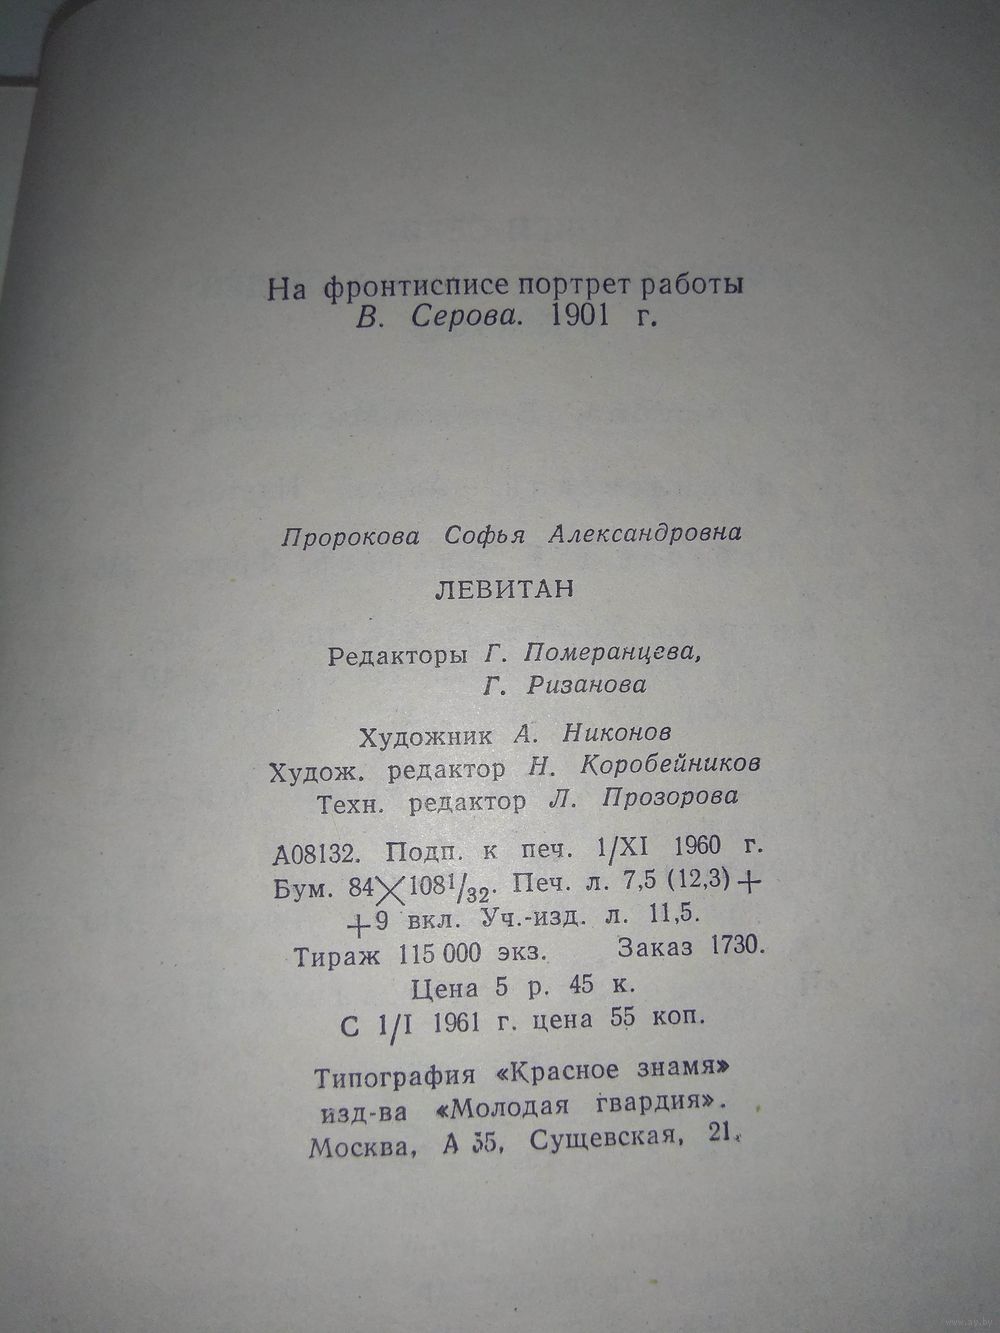 На фронтисписе портрет работы
В. Серова. 1901 г.
Пророкова Софья Александровна
ЛЕВИТАН
Редакторы Г. Померанцева,
Г. Ризанова
Художник А. Никонов
Худож. редактор Н. Коробейников
Техн. редактор Л. Прозорова
А08132. Подп. к печ. 1/XI 1960 г.
Бум. 84×108¹/₃₂. Печ. л. 7,5 (12,3)+
+9 вкл. Уч.-изд. л. 11,5.
Тираж 115 000 экз. Заказ 1730.
Цена 5 р. 45 к.
С 1/I 1961 г. цена 55 коп.
Типография «Красное знамя»
изд-ва «Молодая гвардия».
Москва, А 55, Сущевская, 21.
www.ay.by